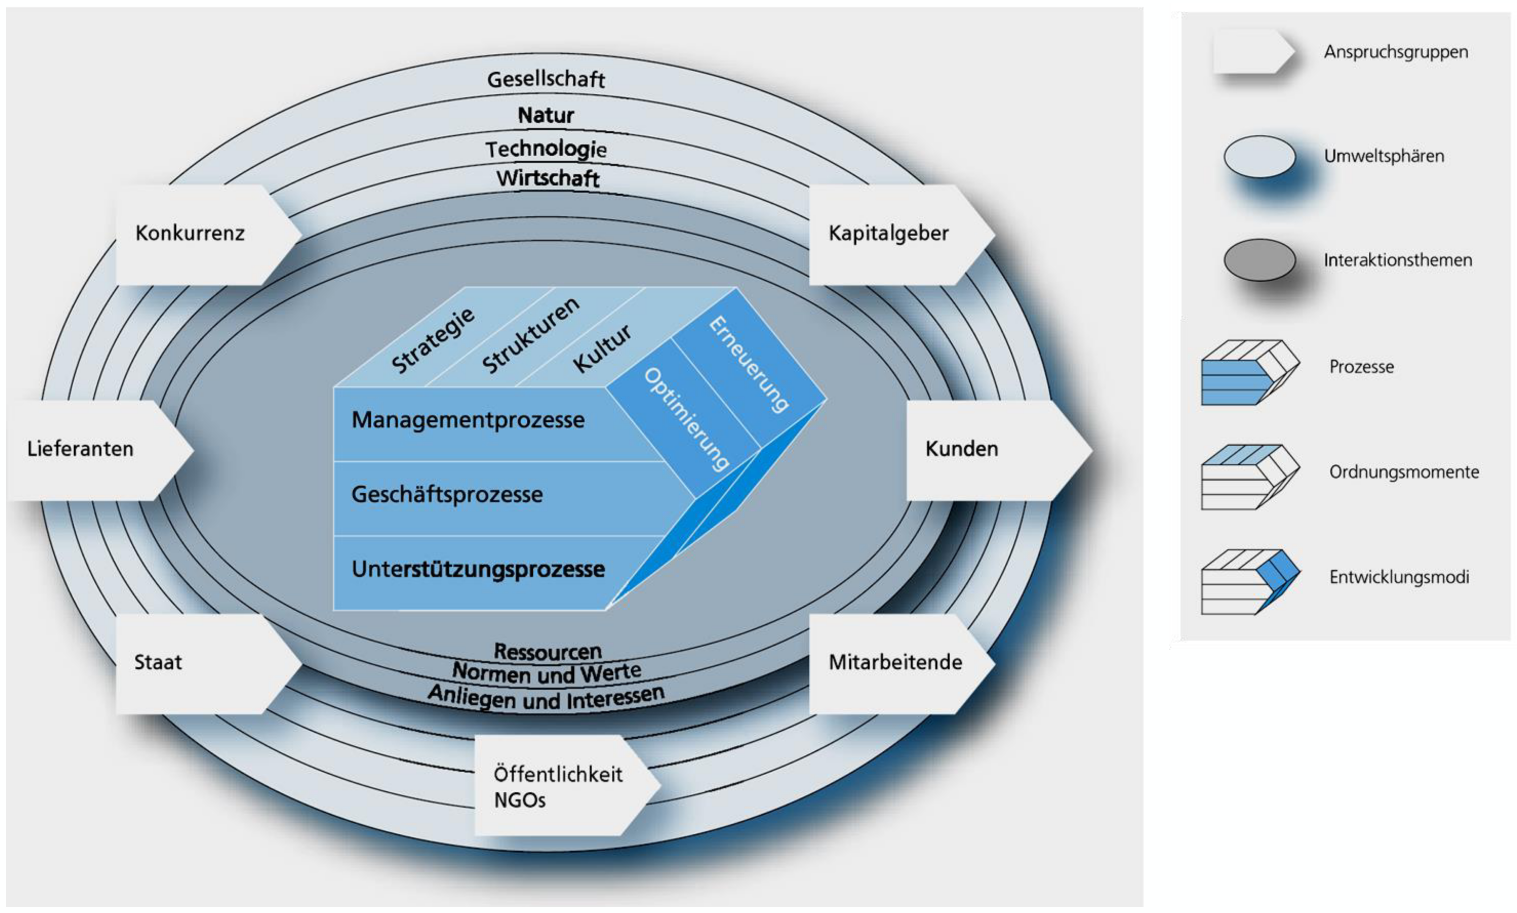 Gesellschaft
Natur
Technologie
Wirtschaft
Konkurrenz
Kapitalgeber
Strategie
Strukturen
Kultur
Erneuerung
Optimierung
Managementprozesse
Geschäftsprozesse
Unterstützungsprozesse
Lieferanten
Kunden
Staat
Mitarbeitende
Ressourcen
Normen und Werte
Anliegen und Interessen
Öffentlichkeit
NGOs
Anspruchsgruppen
Umweltsphären
Interaktionsthemen
Prozesse
Ordnungsmomente
Entwicklungsmodi